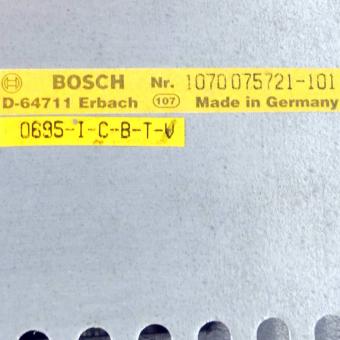 BOSCH Nr. 1070075721-101
D-64711 Erbach 107 Made in Germany
0695-I-C-B-T-V